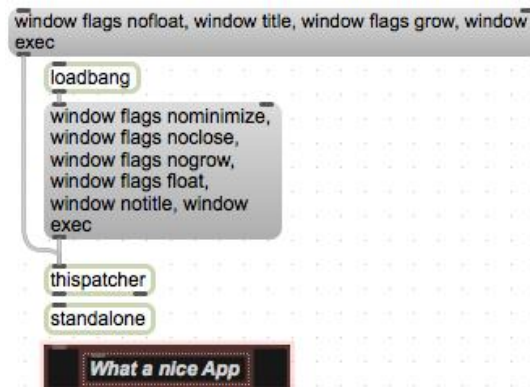 window flags nofloat, window title, window flags grow, window
exec
loadbang
window flags nominimize,
window flags noclose,
window flags nogrow,
window flags float,
window notitle, window
exec
thispatcher
standalone
What a nice App